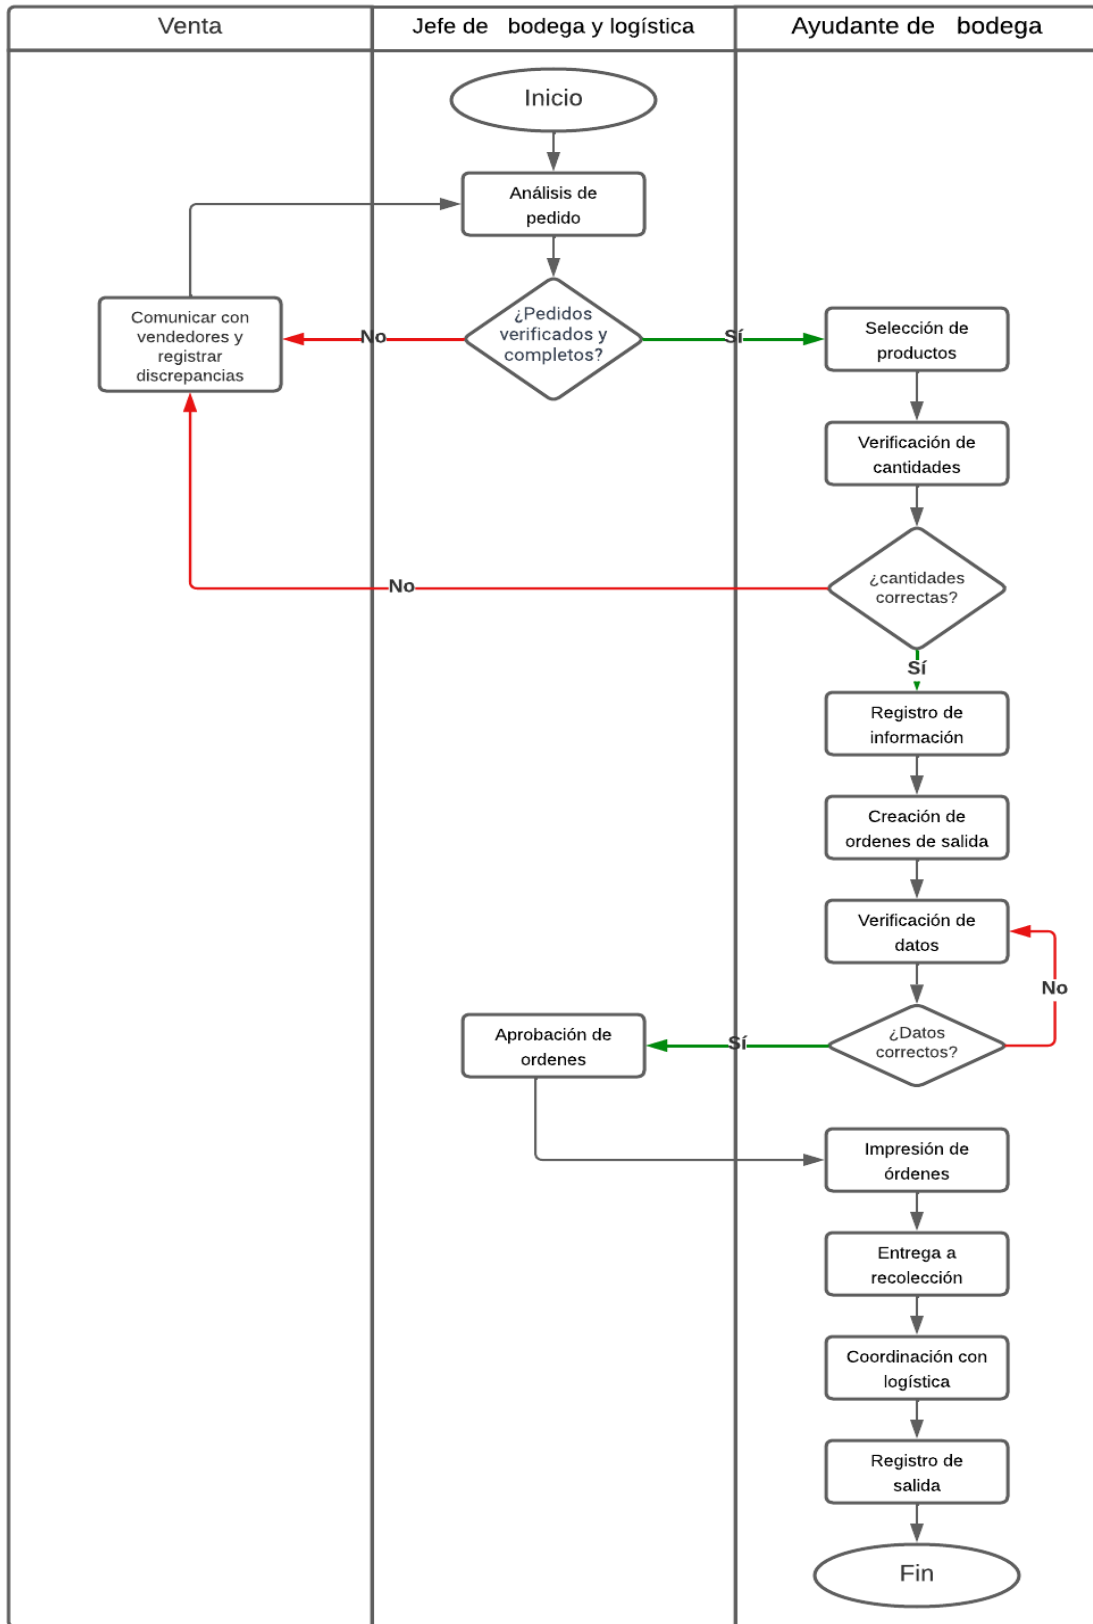 Venta
Jefe de bodega y logística
Ayudante de bodega
Inicio
Análisis de
pedido
¿Pedidos
verificados y
completos?
No
Sí
Comunicar con
vendedores y
registrar
discrepancias
Selección de
productos
Verificación de
cantidades
¿cantidades
correctas?
No
Sí
Registro de
información
Creación de
ordenes de salida
Verificación de
datos
No
¿Datos
correctos?
Sí
Aprobación de
ordenes
Impresión de
órdenes
Entrega a
recolección
Coordinación con
logística
Registro de
salida
Fin